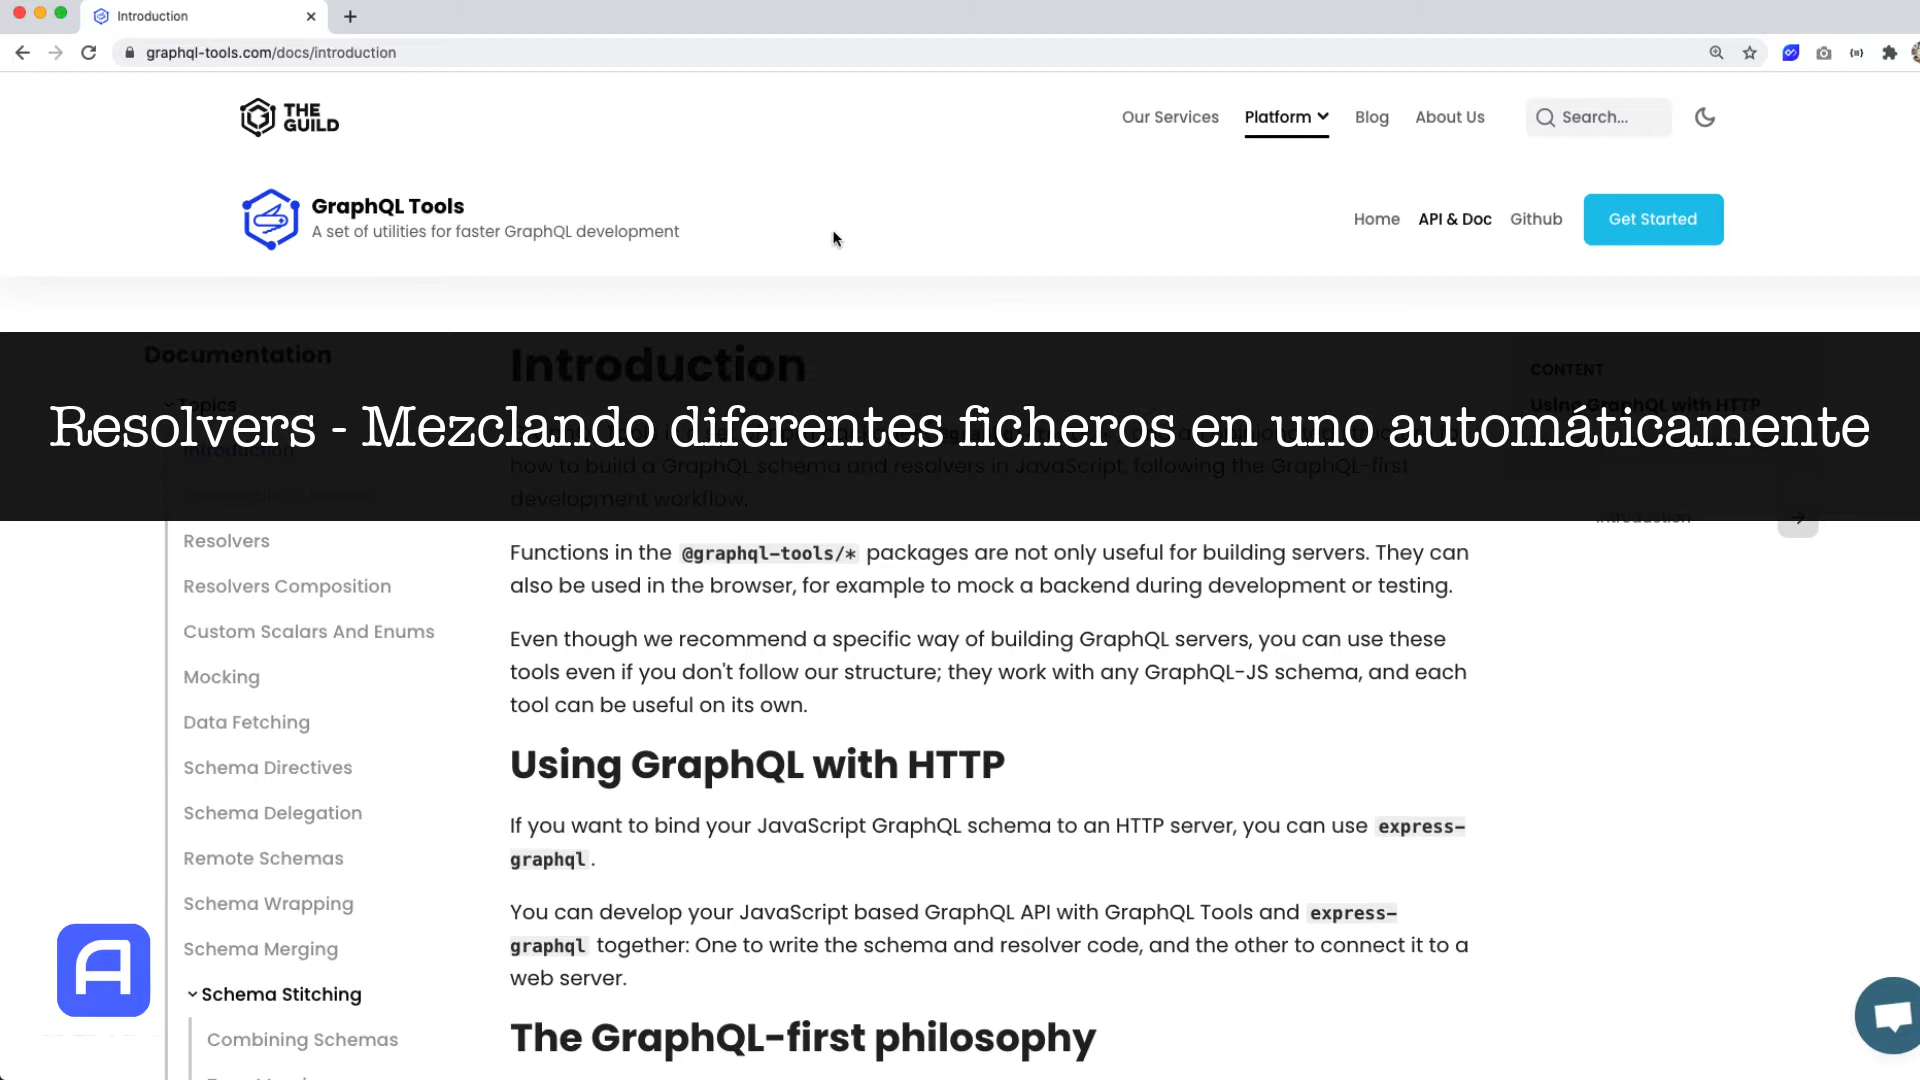 Introduction
graphql-tools.com/docs/introduction
THE
GUILD
Our Services
Platform
Blog
About Us
Search...
GraphQL Tools
A set of utilities for faster GraphQL development
Home
API & Doc
Github
Get Started
Documentation
Introduction
CONTENT
Topics
Using GraphQL with HTTP
Resolvers - Mezclando diferentes ficheros en uno automáticamente
Introduction
how to build a GraphQL schema and resolvers in JavaScript, following the GraphQL-first
development workflow.
Introduction
Resolvers
Resolvers Composition
Custom Scalars And Enums
Mocking
Data Fetching
Schema Directives
Schema Delegation
Remote Schemas
Schema Wrapping
Schema Merging
Schema Stitching
Combining Schemas
Functions in the @graphql-tools/* packages are not only useful for building servers. They can
also be used in the browser, for example to mock a backend during development or testing.
Even though we recommend a specific way of building GraphQL servers, you can use these
tools even if you don't follow our structure; they work with any GraphQL-JS schema, and each
tool can be useful on its own.
Using GraphQL with HTTP
If you want to bind your JavaScript GraphQL schema to an HTTP server, you can use express-
graphql.
You can develop your JavaScript based GraphQL API with GraphQL Tools and express-
graphql together: One to write the schema and resolver code, and the other to connect it to a
web server.
The GraphQL-first philosophy